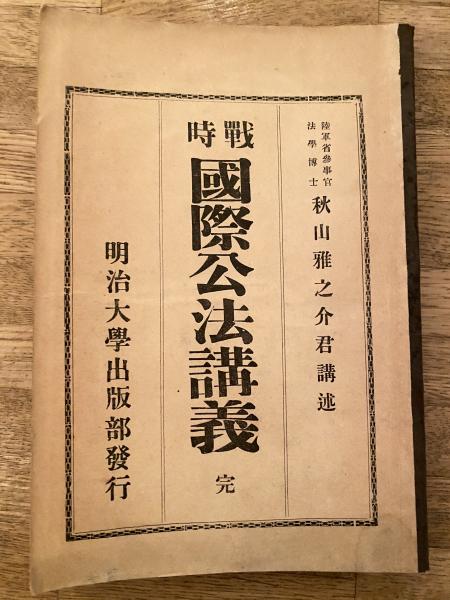 陸軍省參事官
法學博士
秋山雅之介君講述
戰時
國際公法講義
完
明治大學出版部發行